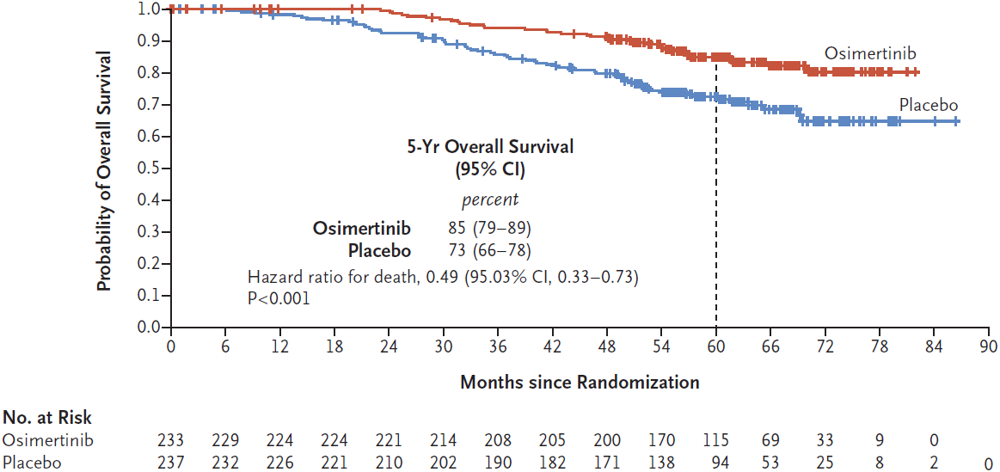 Probability of Overall Survival
1.0
0.9
0.8
0.7
0.6
0.5
0.4
0.3
0.2
0.1
0.0
Osimertinib
Placebo
5-Yr Overall Survival
(95% CI)
percent
Osimertinib 85 (79–89)
Placebo 73 (66–78)
Hazard ratio for death, 0.49 (95.03% CI, 0.33–0.73)
P<0.001
0 6 12 18 24 30 36 42 48 54 60 66 72 78 84 90
Months since Randomization
No. at Risk
Osimertinib 233 229 224 224 221 214 208 205 200 170 115 69 33 9 0
Placebo 237 232 226 221 210 202 190 182 171 138 94 53 25 8 2 0